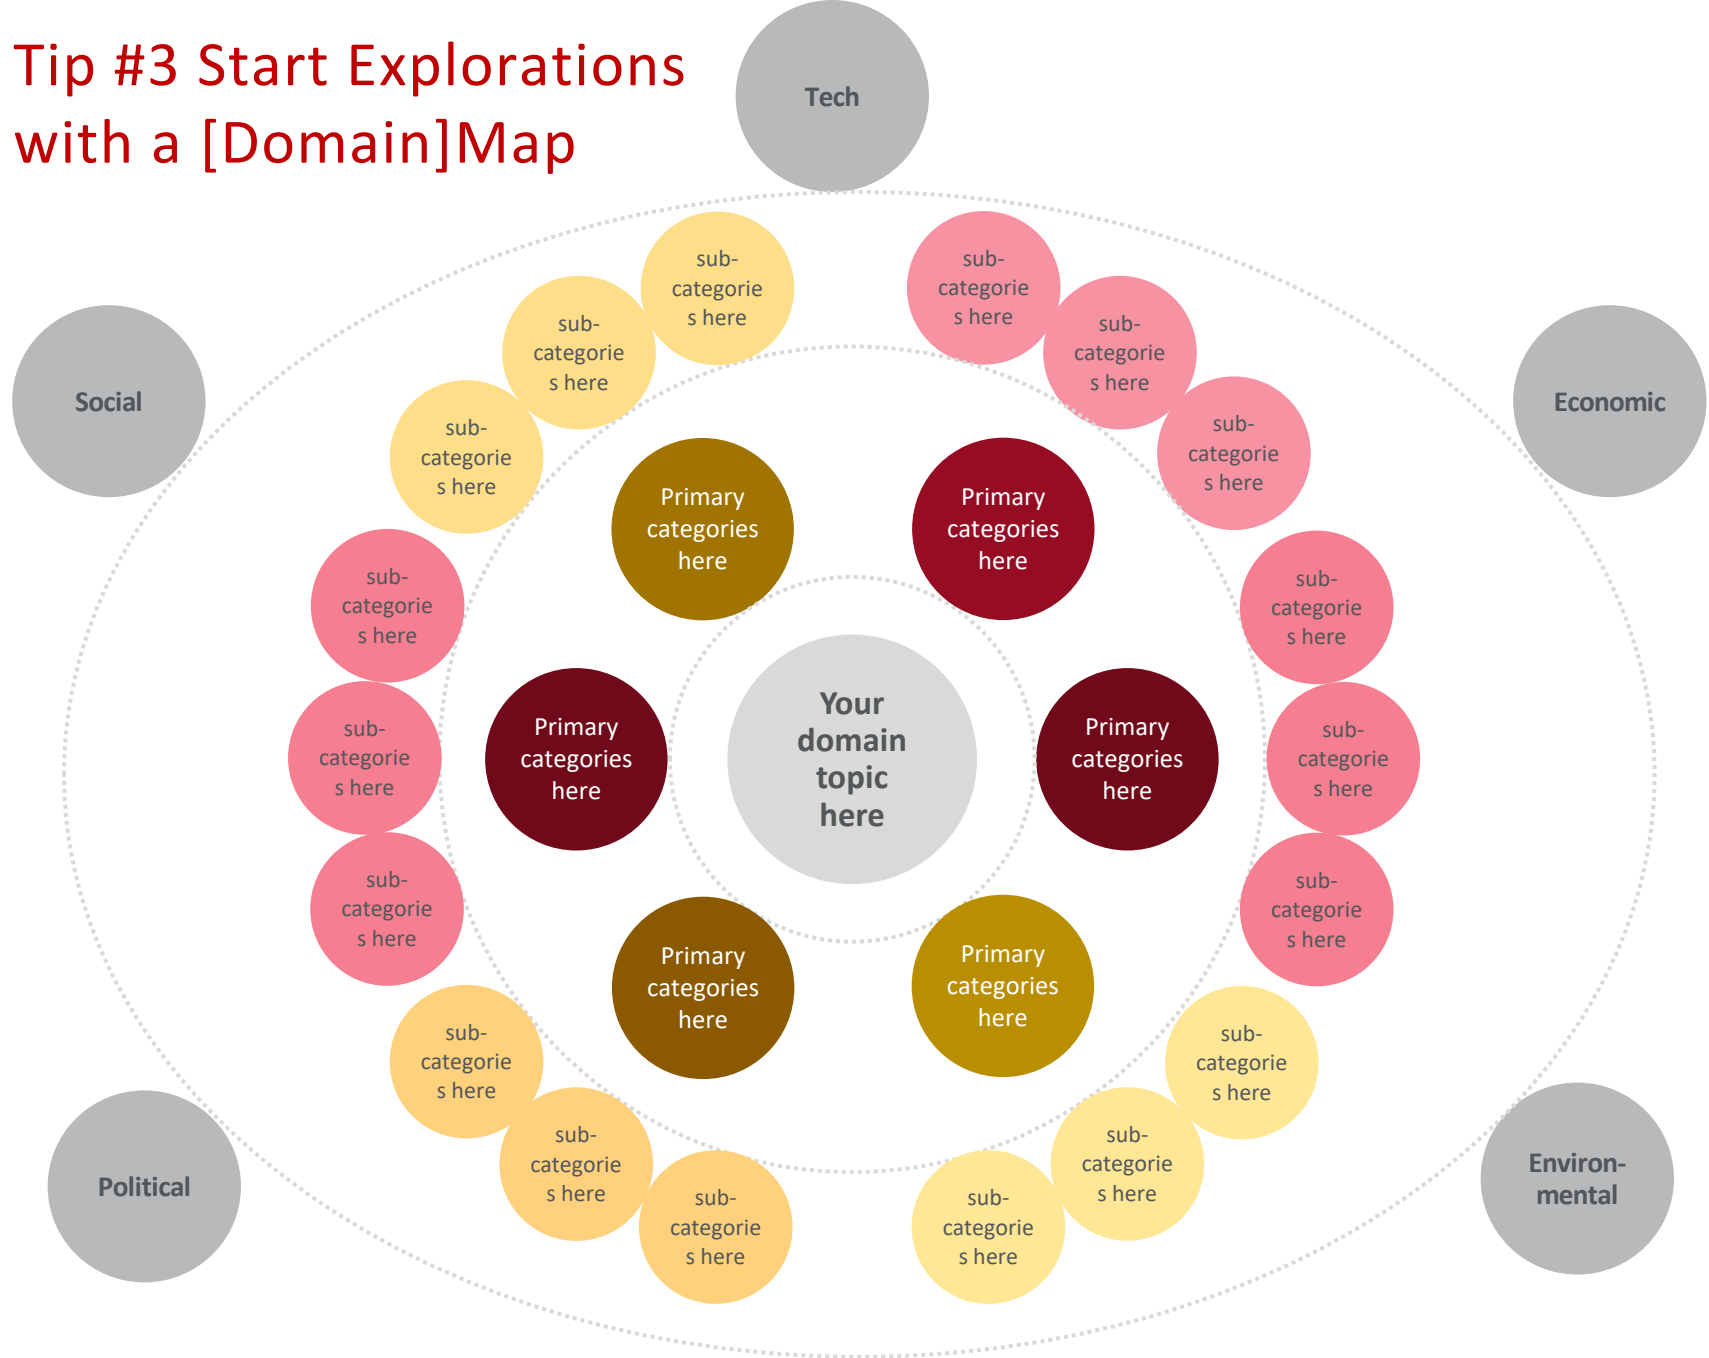 Tip #3 Start Explorations
with a [Domain]Map
Tech
Social
Economic
sub-
categorie
s here
sub-
categorie
s here
sub-
categorie
s here
sub-
categorie
s here
sub-
categorie
s here
sub-
categorie
s here
Primary
categories
here
Primary
categories
here
sub-
categorie
s here
sub-
categorie
s here
sub-
categorie
s here
Primary
categories
here
Your
domain
topic
here
Primary
categories
here
sub-
categorie
s here
sub-
categorie
s here
sub-
categorie
s here
Primary
categories
here
Primary
categories
here
sub-
categorie
s here
sub-
categorie
s here
sub-
categorie
s here
sub-
categorie
s here
sub-
categorie
s here
sub-
categorie
s here
Political
Environ-
mental